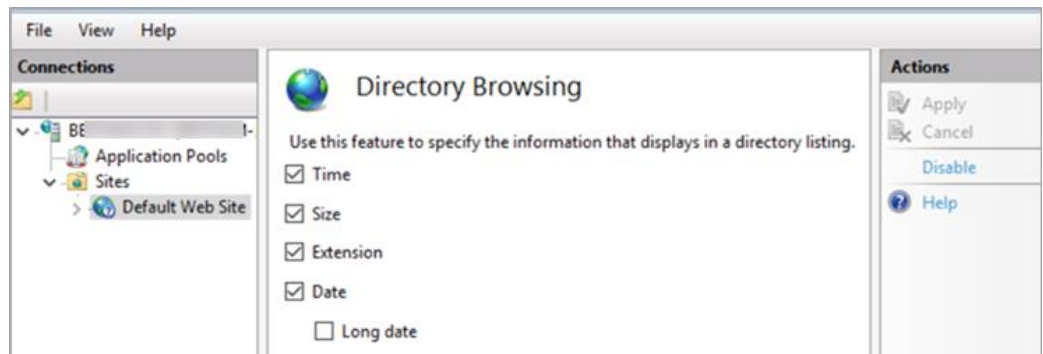 File View Help
Connections
BE
Application Pools
Sites
Default Web Site
Directory Browsing
Use this feature to specify the information that displays in a directory listing.
Time
Size
Extension
Date
Long date
Actions
Apply
Cancel
Disable
Help